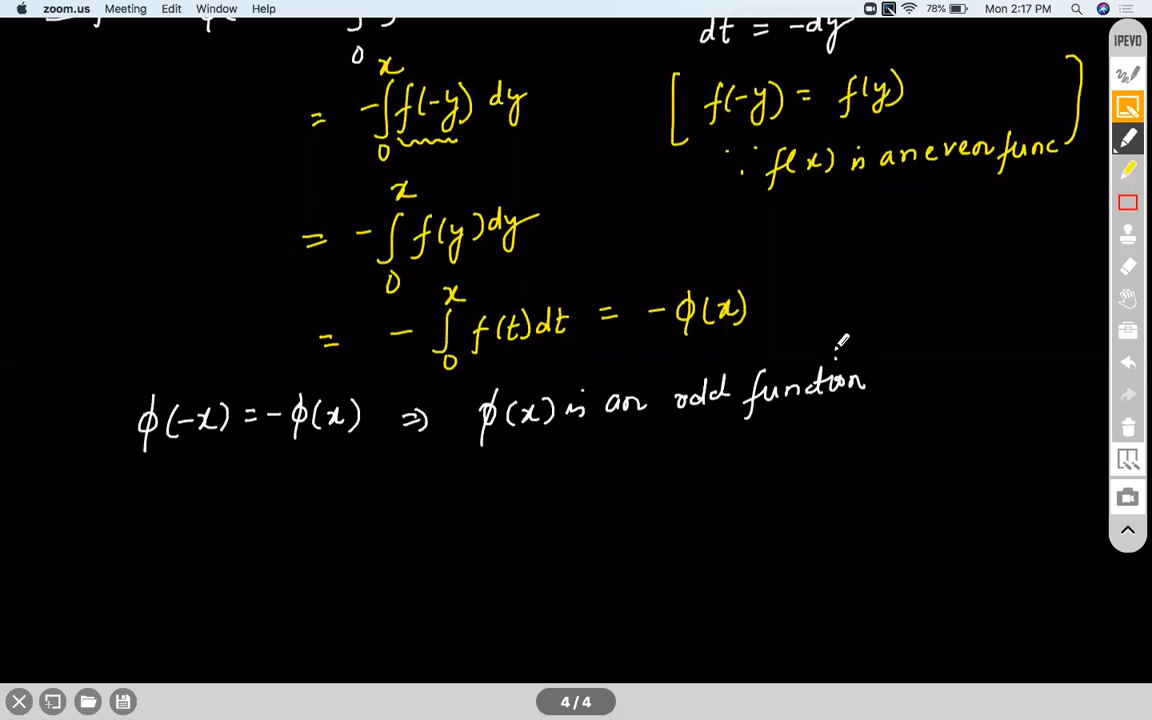 zoom.us Meeting Edit Window Help 78% Mon 2:17 PM
IPEVO
0
dt = -dy
= -∫₀ˣ f(-y) dy [ f(-y) = f(y)
∵ f(x) is an even func ]
= -∫₀ˣ f(y) dy
= -∫₀ˣ f(t) dt = -ϕ(x)
ϕ(-x) = -ϕ(x) ⇒ ϕ(x) is an odd function
4/4